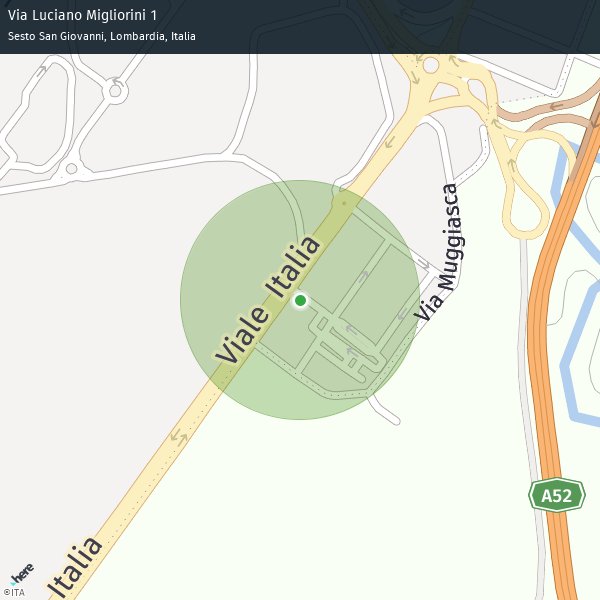 Via Luciano Migliorini 1
Sesto San Giovanni, Lombardia, Italia
Via Muggiasca
Viale Italia
A52
Italia
here
©ITA